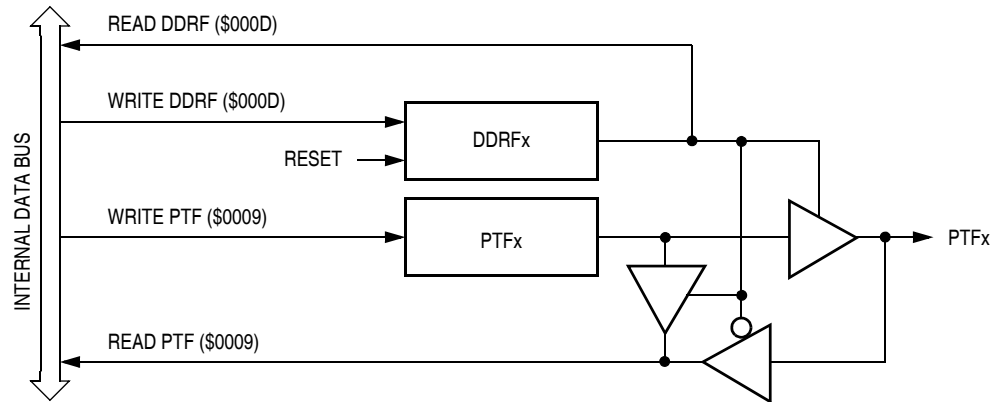 READ DDRF ($000D)
WRITE DDRF ($000D)
DDRFx
RESET
WRITE PTF ($0009)
PTFx
PTFx
READ PTF ($0009)
INTERNAL DATA BUS